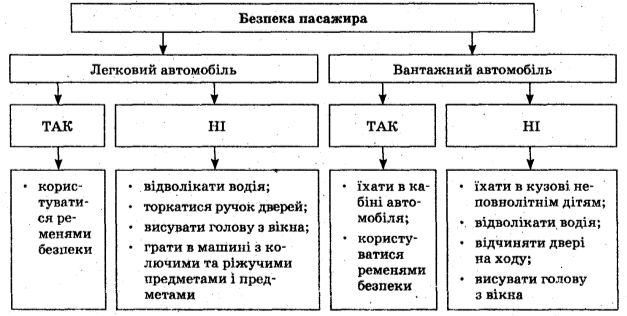 Безпека пасажира
Легковий автомобіль
Вантажний автомобіль
ТАК
НІ
ТАК
НІ
• корис-
тувати-
ся ре-
менями
безпеки
• відволікати водія;
• торкатися ручок дверей;
• висувати голову з вікна;
• грати в машині з ко-
лючими та ріжучими
предметами і пред-
метами
• їхати в ка-
біні авто-
мобіля;
• користу-
ватися
ременями
безпеки
• їхати в кузові не-
повнолітнім дітям;
• відволікати водія;
• відчиняти двері
на ходу;
• висувати голову
з вікна